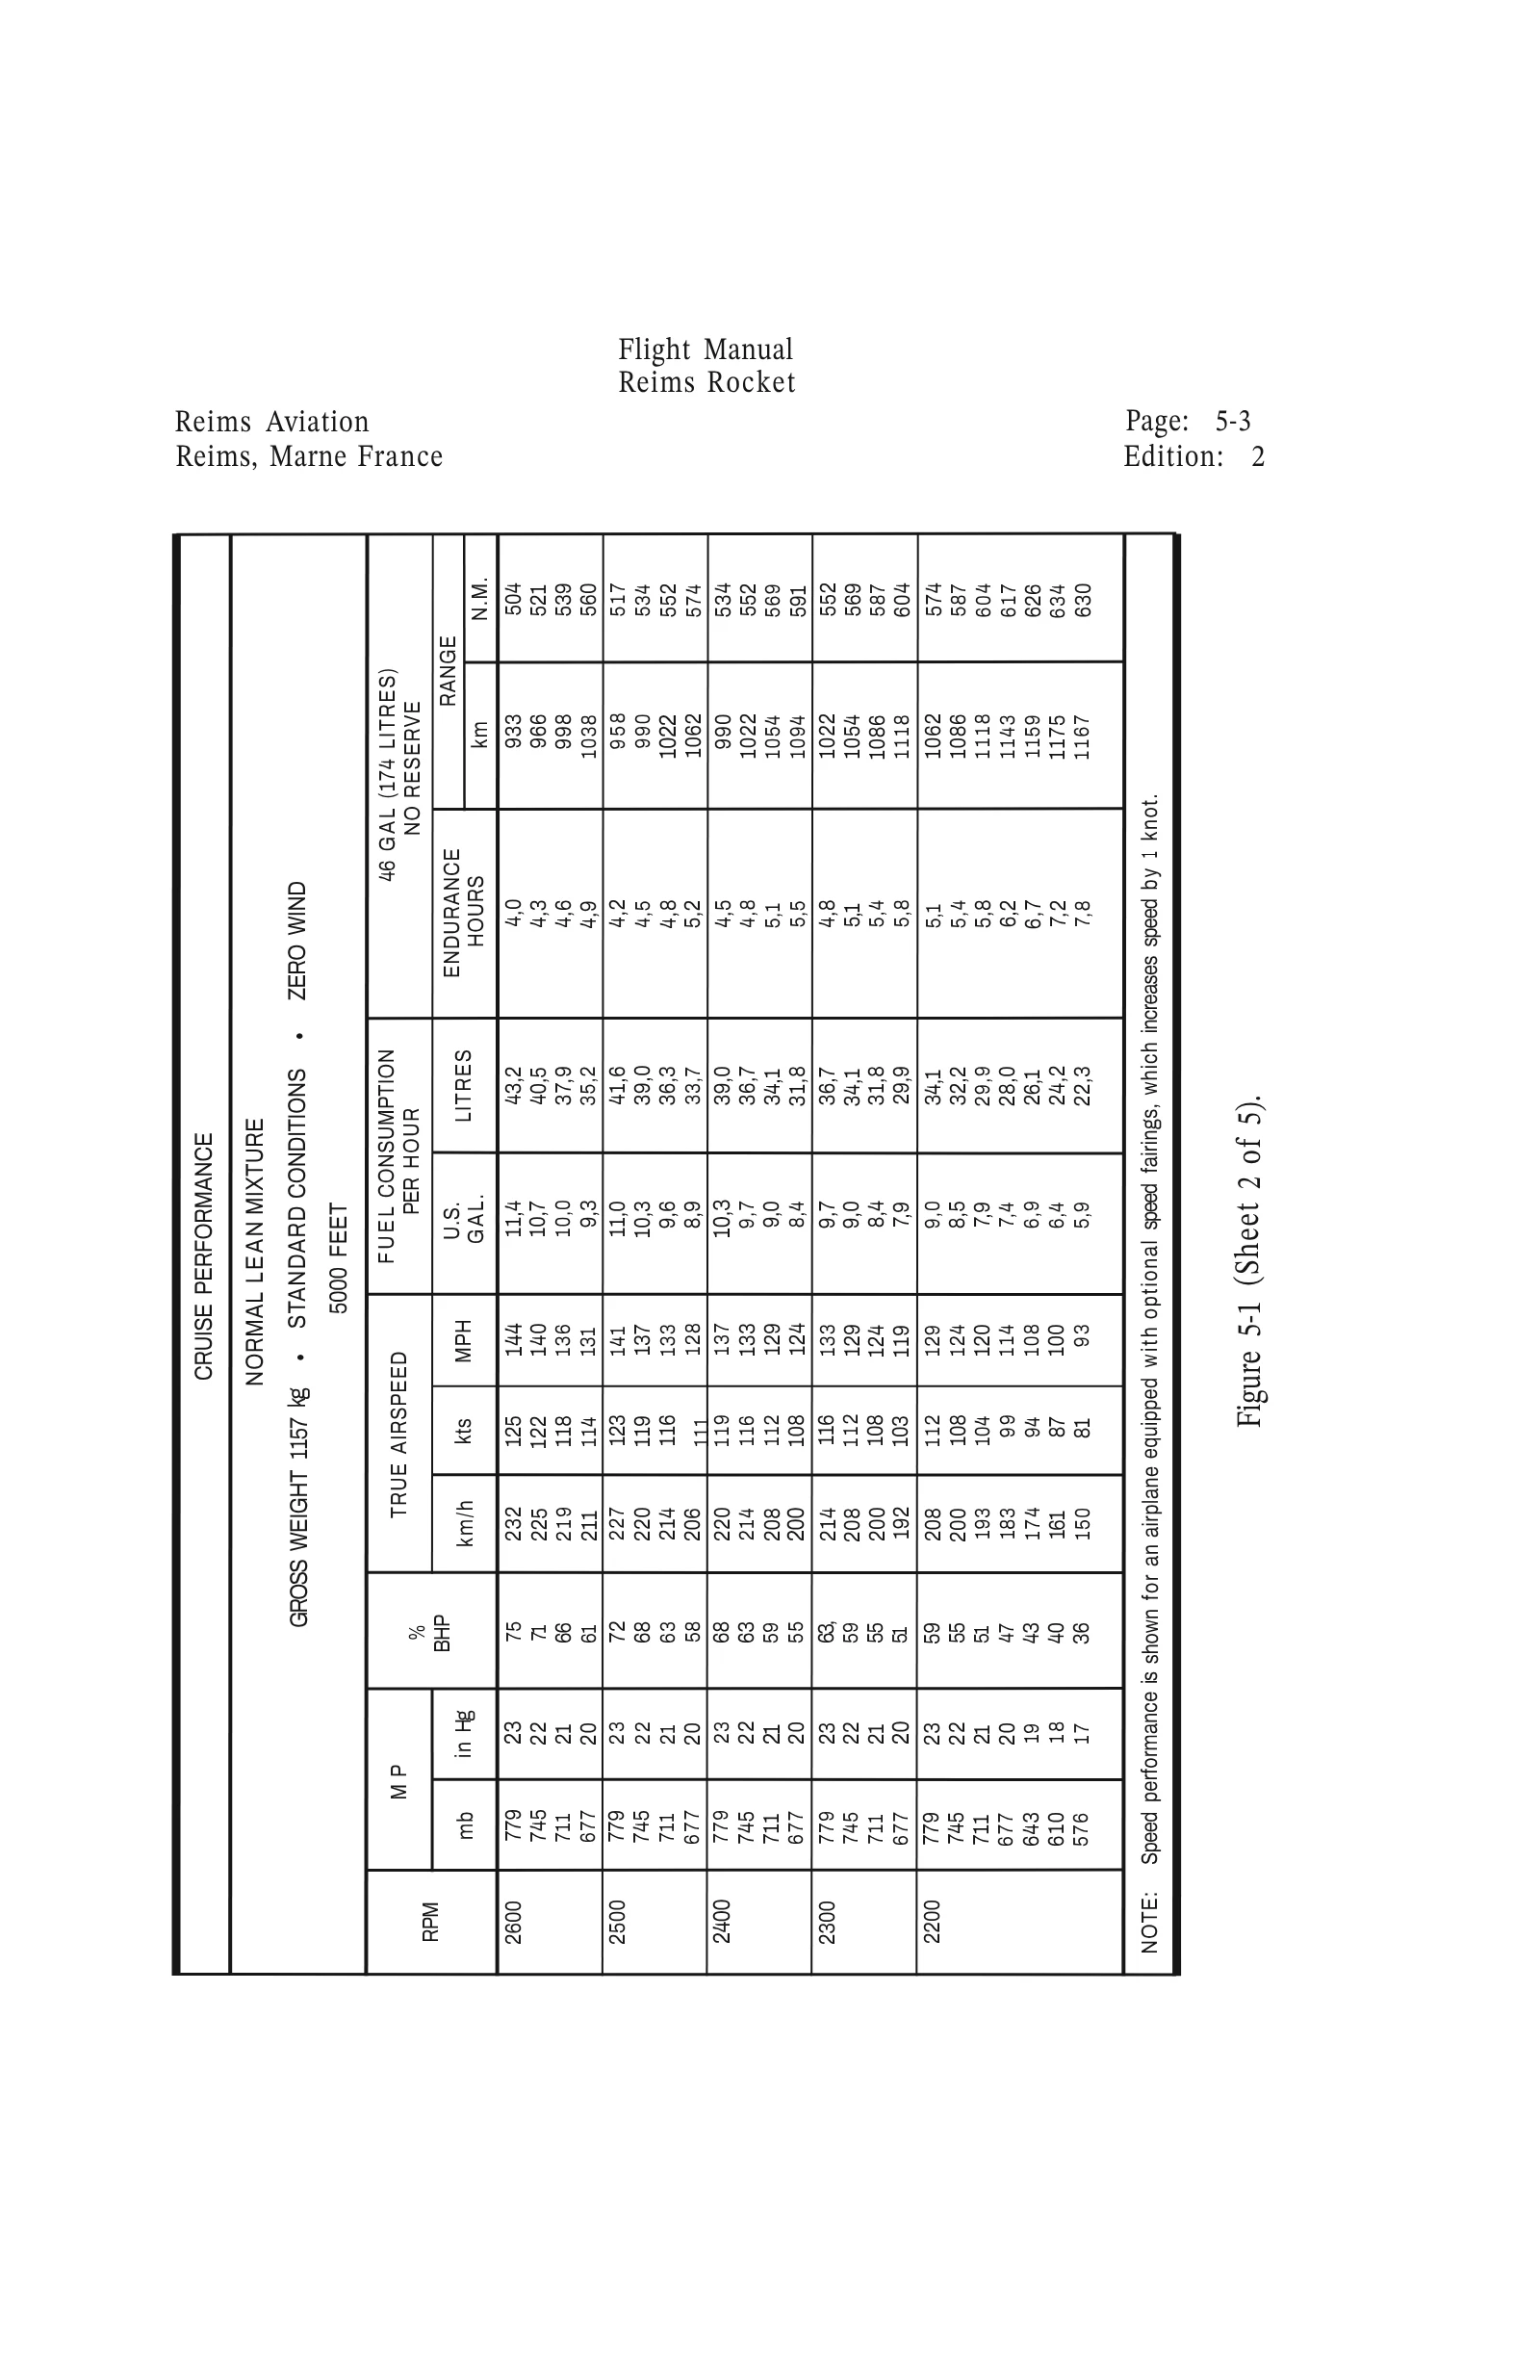 Flight Manual
Reims Rocket
Reims Aviation Page: 5-3
Reims, Marne France Edition: 2
CRUISE PERFORMANCE
NORMAL LEAN MIXTURE
GROSS WEIGHT 1157 kg • STANDARD CONDITIONS • ZERO WIND
5000 FEET
RPM M P % BHP TRUE AIRSPEED FUEL CONSUMPTION PER HOUR 46 GAL (174 LITRES) NO RESERVE
mb in Hg km/h kts MPH U.S. GAL. LITRES ENDURANCE HOURS RANGE
km N.M.
2600 779 23 75 232 125 144 11,4 43,2 4,0 933 504
745 22 71 225 122 140 10,7 40,5 4,3 966 521
711 21 66 219 118 136 10,0 37,9 4,6 998 539
677 20 61 211 114 131 9,3 35,2 4,9 1038 560
2500 779 23 72 227 123 141 11,0 41,6 4,2 958 517
745 22 68 220 119 137 10,3 39,0 4,5 990 534
711 21 63 214 116 133 9,6 36,3 4,8 1022 552
677 20 58 206 111 128 8,9 33,7 5,2 1062 574
2400 779 23 68 220 119 137 10,3 39,0 4,5 990 534
745 22 63 214 116 133 9,7 36,7 4,8 1022 552
711 21 59 208 112 129 9,0 34,1 5,1 1054 569
677 20 55 200 108 124 8,4 31,8 5,5 1094 591
2300 779 23 63, 214 116 133 9,7 36,7 4,8 1022 552
745 22 59 208 112 129 9,0 34,1 5,1 1054 569
711 21 55 200 108 124 8,4 31,8 5,4 1086 587
677 20 51 192 103 119 7,9 29,9 5,8 1118 604
2200 779 23 59 208 112 129 9,0 34,1 5,1 1062 574
745 22 55 200 108 124 8,5 32,2 5,4 1086 587
711 21 51 193 104 120 7,9 29,9 5,8 1118 604
677 20 47 183 99 114 7,4 28,0 6,2 1143 617
643 19 43 174 94 108 6,9 26,1 6,7 1159 626
610 18 40 161 87 100 6,4 24,2 7,2 1175 634
576 17 36 150 81 93 5,9 22,3 7,8 1167 630
NOTE: Speed performance is shown for an airplane equipped with optional speed fairings, which increases speed by 1 knot.
Figure 5-1 (Sheet 2 of 5).